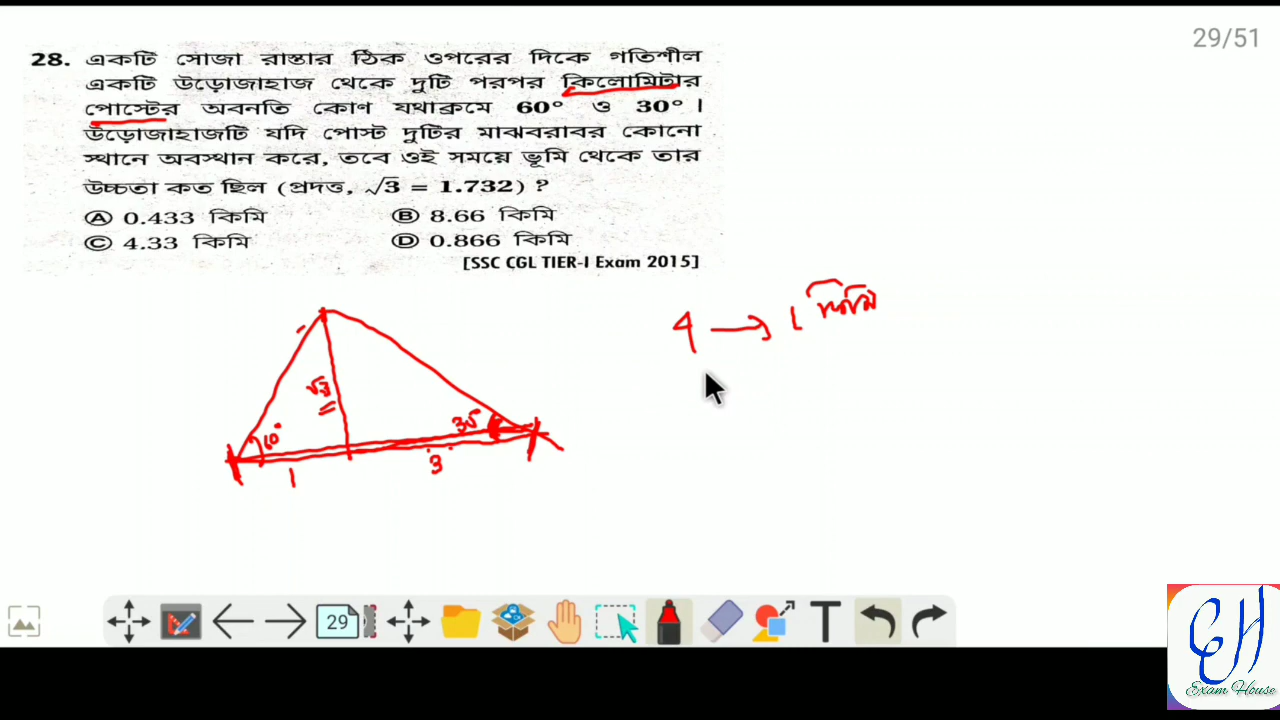 29/51
28. একটি সোজা রাস্তার ঠিক ওপরের দিকে গতিশীল
একটি উড়োজাহাজ থেকে দুটি পরপর কিলোমিটার
পোস্টের অবনতি কোণ যথাক্রমে 60° ও 30° ।
উড়োজাহাজটি যদি পোস্ট দুটির মাঝবরাবর কোনো
স্থানে অবস্থান করে, তবে ওই সময়ে ভূমি থেকে তার
উচ্চতা কত ছিল (প্রদত্ত, √3 = 1.732) ?
Ⓐ 0.433 কিমি Ⓑ 8.66 কিমি
Ⓒ 4.33 কিমি Ⓓ 0.866 কিমি
[SSC CGL TIER-I Exam 2015]
4 → 1 কিমি
√3
60° 30°
1 3
29 T
EH
Exam House